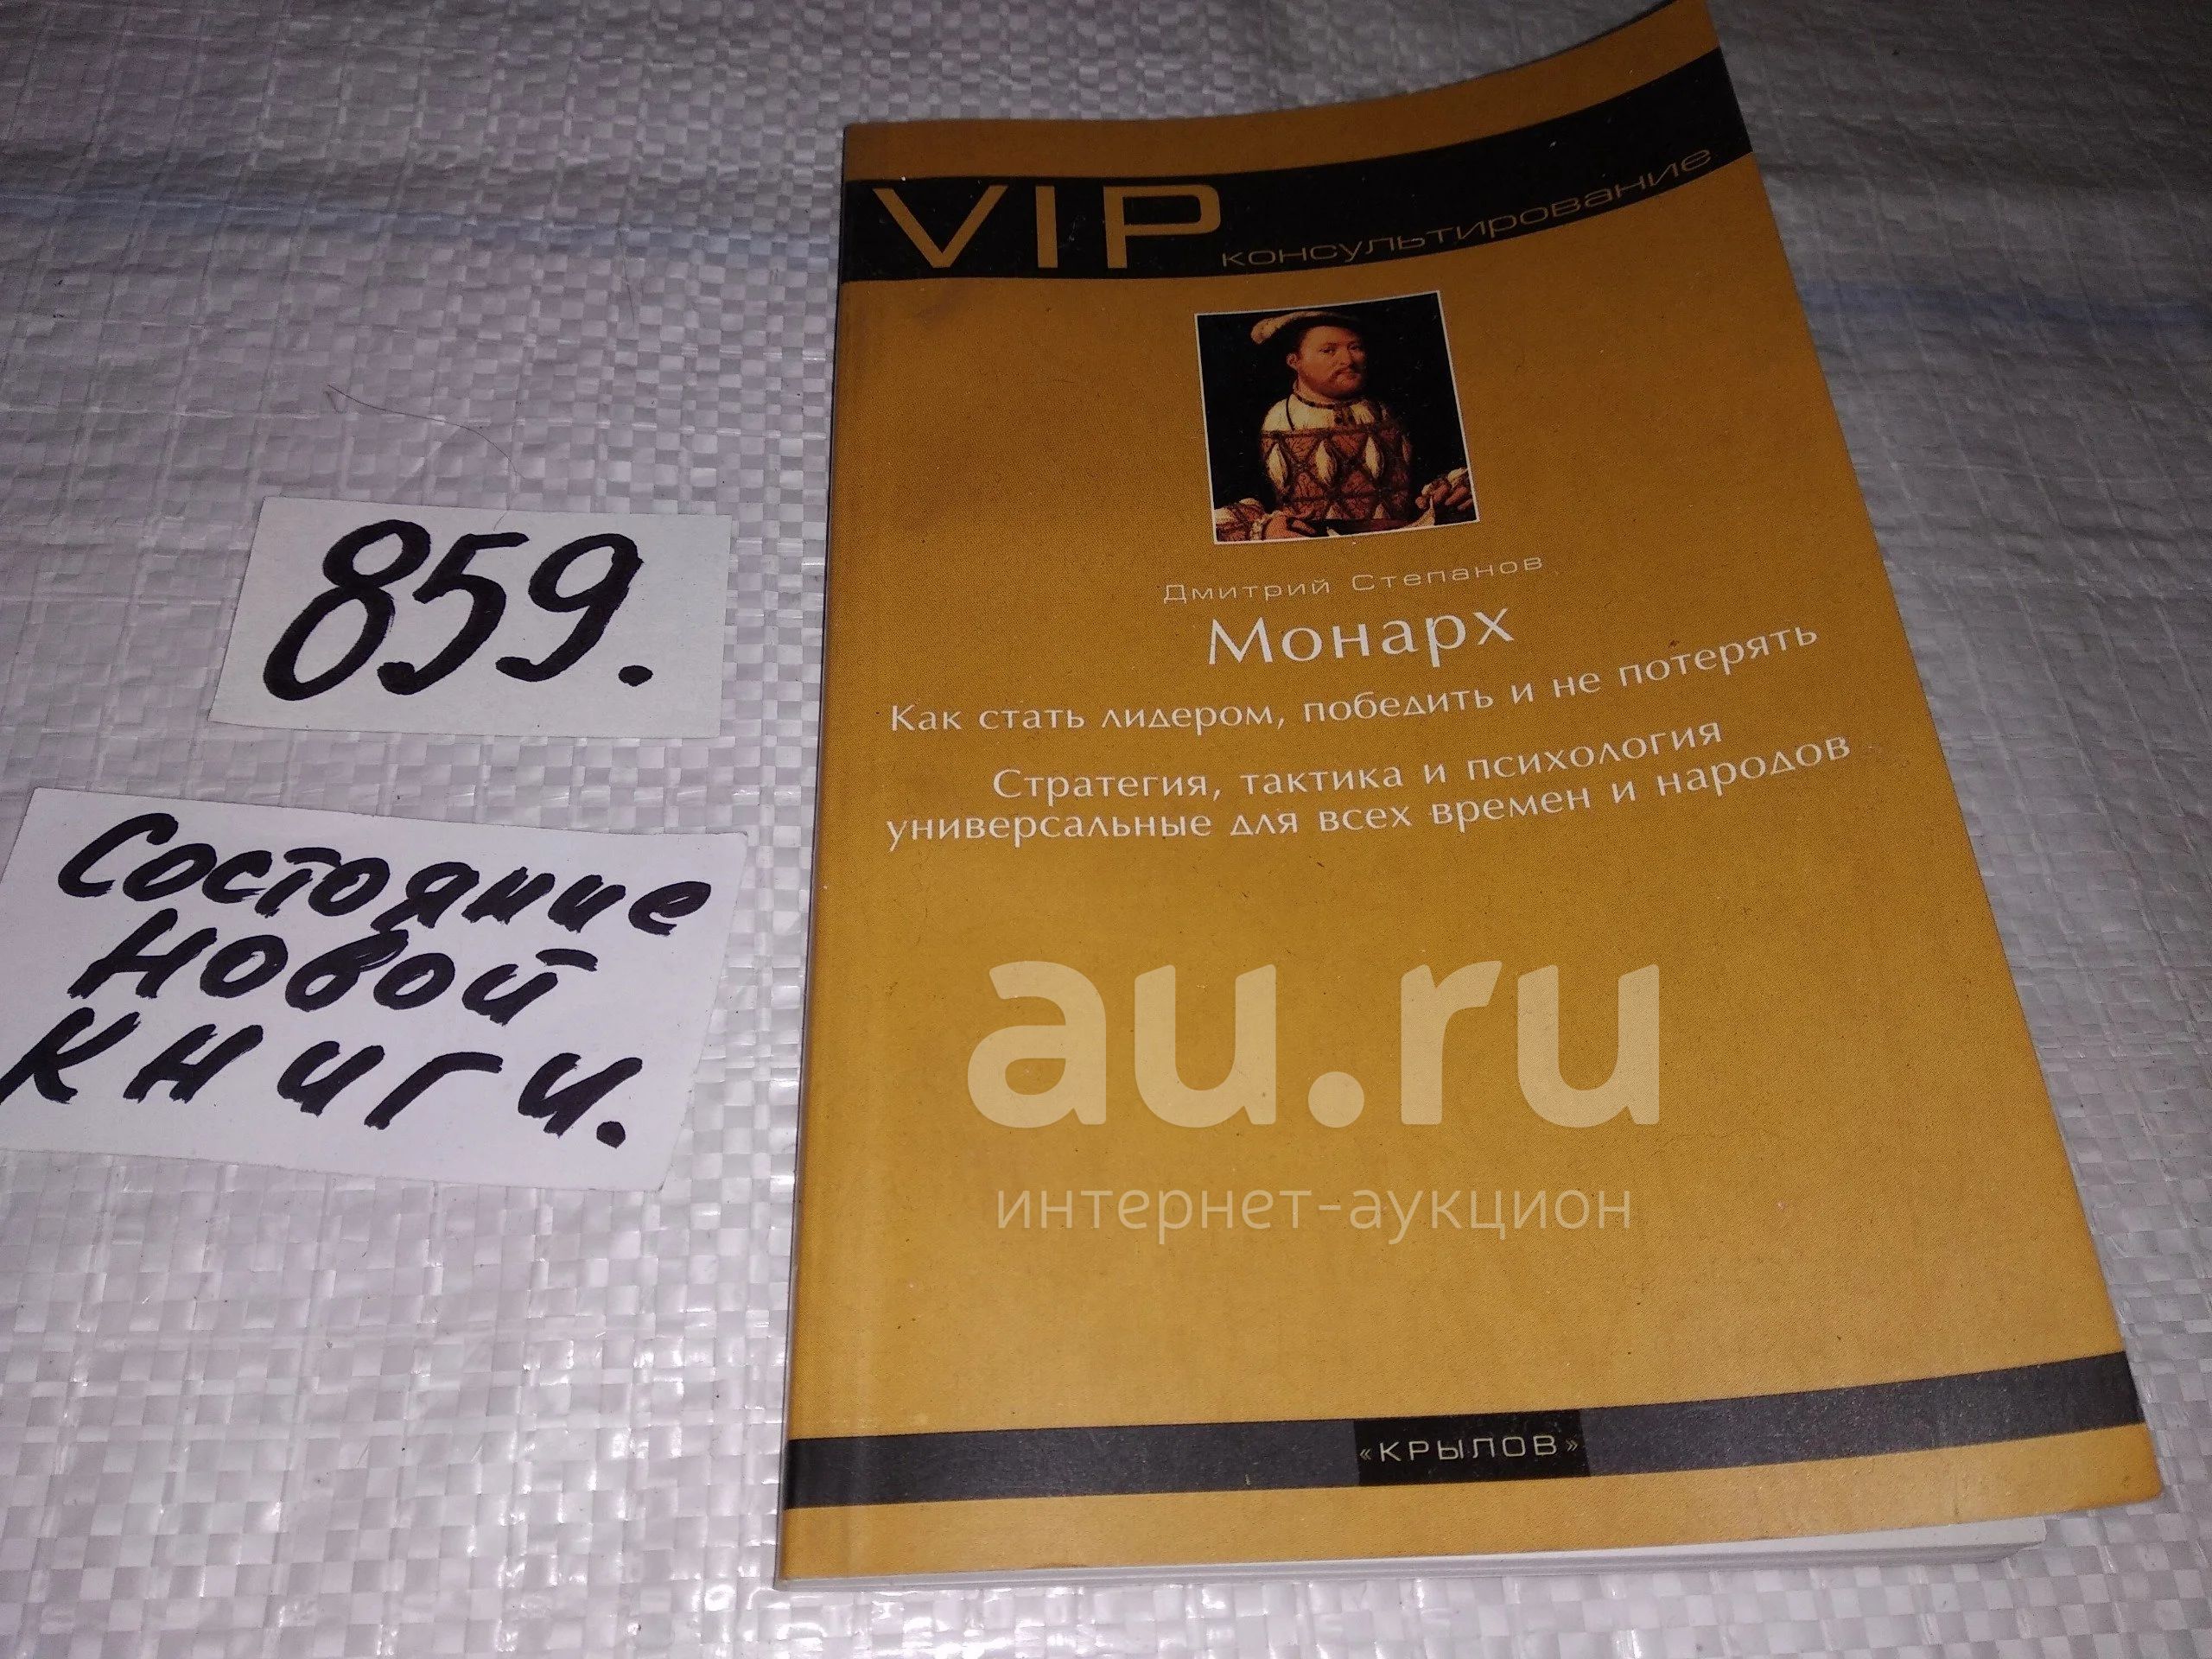 VIP консультирование
Дмитрий Степанов
Монарх
Как стать лидером, победить и не потерять
Стратегия, тактика и психология
универсальные для всех времен и народов
«КРЫЛОВ»
859.
Состояние
новой
книги.
au.ru
интернет-аукцион